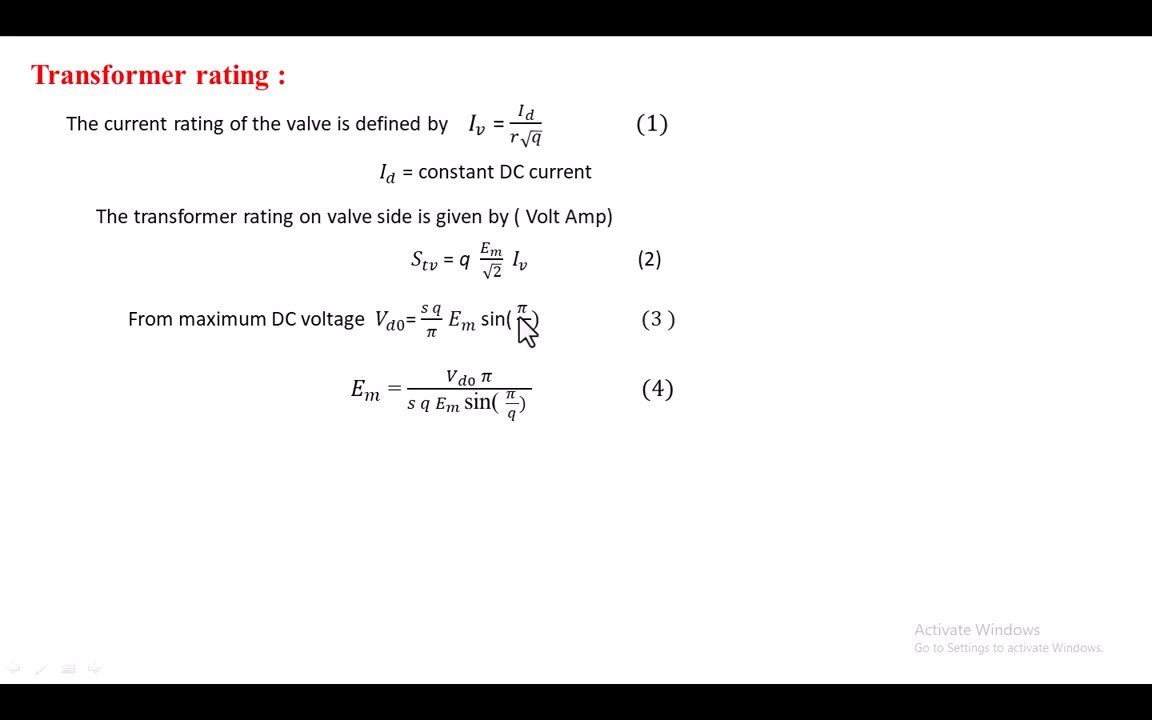 Transformer rating :
The current rating of the valve is defined by I_v = I_d / r√q (1)
I_d = constant DC current
The transformer rating on valve side is given by ( Volt Amp)
S_tv = q E_m / √2 I_v (2)
From maximum DC voltage V_d0= s q / π E_m sin( π ) (3 )
E_m = V_d0 π / s q E_m sin( π / q ) (4)
Activate Windows
Go to Settings to activate Windows.